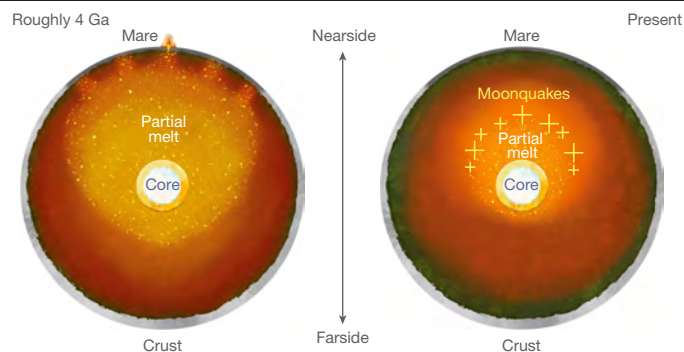 Roughly 4 Ga
Present
Mare
Nearside
Mare
Moonquakes
Partial
melt
Partial
melt
Core
Core
Farside
Crust
Crust